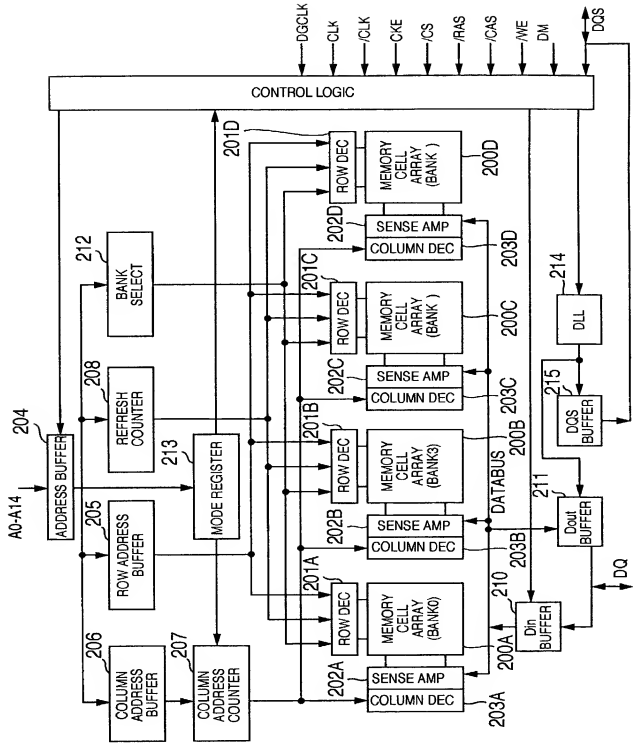 A0-A14
204
ADDRESS BUFFER
206
COLUMN ADDRESS BUFFER
205
ROW ADDRESS BUFFER
208
REFRESH COUNTER
212
BANK SELECT
207
COLUMN ADDRESS COUNTER
213
MODE REGISTER
CONTROL LOGIC
DGCLK
CLK
/CLK
CKE
/CS
/RAS
/CAS
/WE
DM
DQS
201A
ROW DEC
202A
MEMORY CELL ARRAY (BANK0)
SENSE AMP
COLUMN DEC
200A
203A
201B
ROW DEC
202B
MEMORY CELL ARRAY (BANK3)
SENSE AMP
COLUMN DEC
200B
203B
201C
ROW DEC
202C
MEMORY CELL ARRAY (BANK )
SENSE AMP
COLUMN DEC
200C
203C
201D
ROW DEC
202D
MEMORY CELL ARRAY (BANK )
SENSE AMP
COLUMN DEC
200D
203D
DATABUS
210
Din BUFFER
211
Dout BUFFER
DQ
215
DQS BUFFER
214
DLL